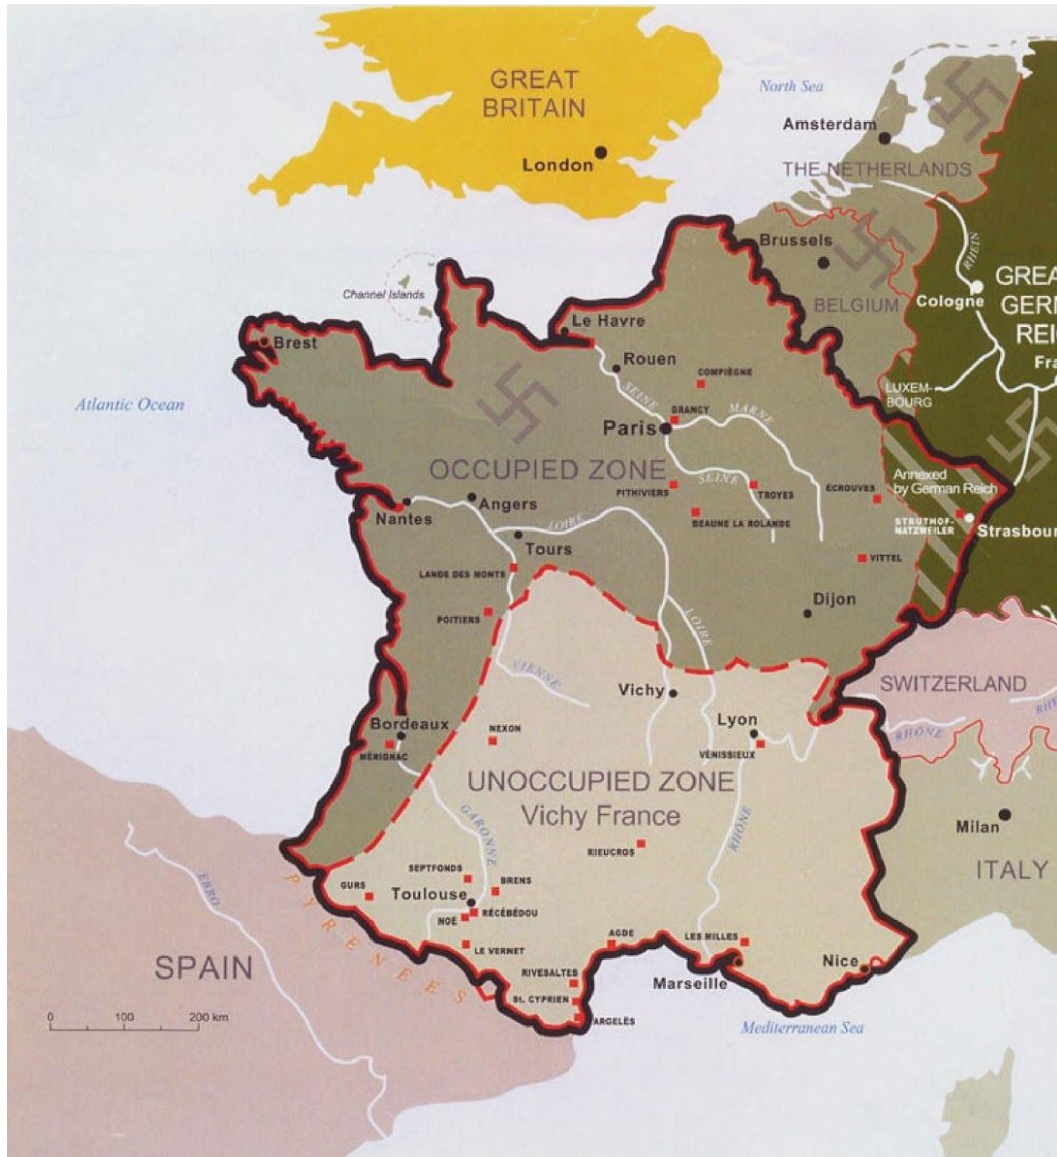 GREAT
BRITAIN
London
North Sea
Amsterdam
THE NETHERLANDS
Brussels
BELGIUM
RHEIN
Cologne
GREA
GER
REI
Fra
LUXEM-
BOURG
Channel Islands
Le Havre
Brest
Rouen
COMPIÈGNE
SEINE
DRANCY
MARNE
Atlantic Ocean
Paris
OCCUPIED ZONE
PITHIVIERS
SEINE
TROYES
ÉCROUVES
Annexed
by German Reich
Nantes
Angers
BEAUNE LA ROLANDE
STRUTHOF-
NATZWEILER
Strasbour
LOIRE
Tours
VITTEL
LANDE DES MONTS
POITIERS
Dijon
LOIRE
VIENNE
Vichy
SWITZERLAND
RHÔNE
Bordeaux
MÉRIGNAC
NEXON
Lyon
VÉNISSIEUX
UNOCCUPIED ZONE
Vichy France
GARONNE
RHÔNE
Milan
ITALY
RIEUCROS
SEPTFONDS
GURS
BRENS
Toulouse
RÉCÉBÉDOU
NOÉ
LE VERNET
AGDE
LES MILLES
EBRO
PYRENEES
SPAIN
RIVESALTES
St. CYPRIEN
ARGELÈS
Marseille
Nice
Mediterranean Sea
0 100 200 km